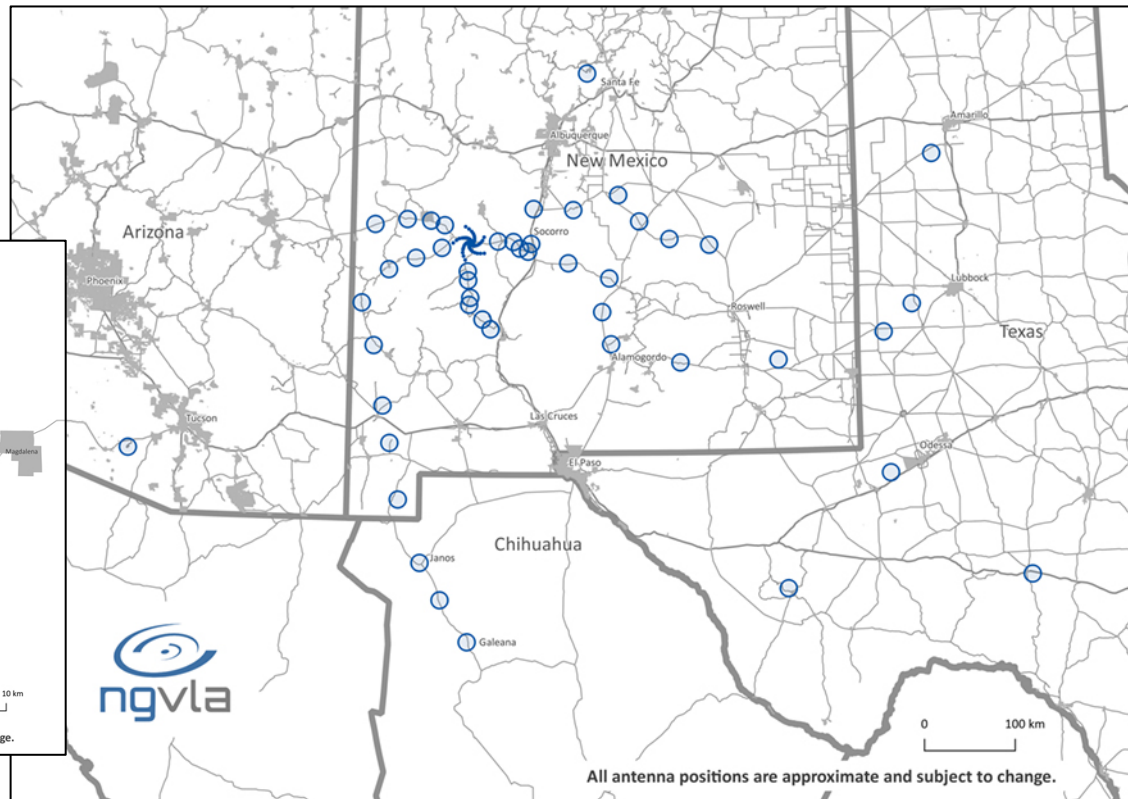 Santa Fe
Amarillo
Albuquerque
New Mexico
Arizona
Socorro
Phoenix
Lubbock
Roswell
Texas
Alamogordo
Tucson
Las Cruces
Magdalena
Odessa
El Paso
Chihuahua
Janos
Galeana
ngvla
10 km
0 100 km
ge.
All antenna positions are approximate and subject to change.